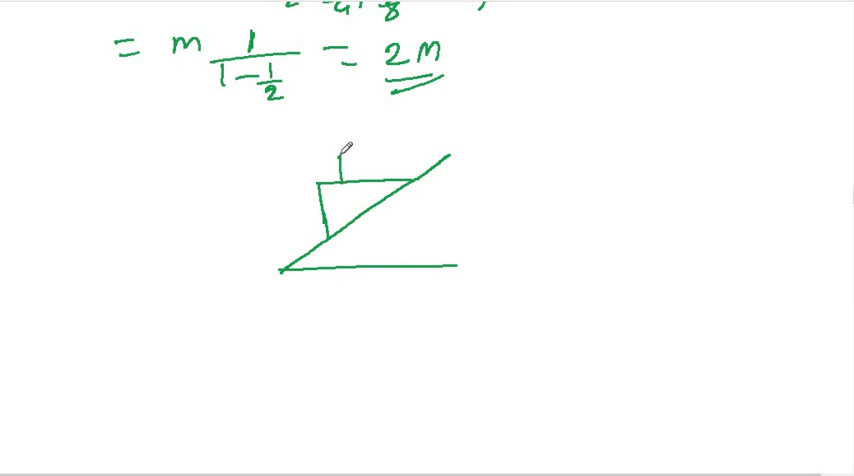 = m 1/(1-1/2) = 2m